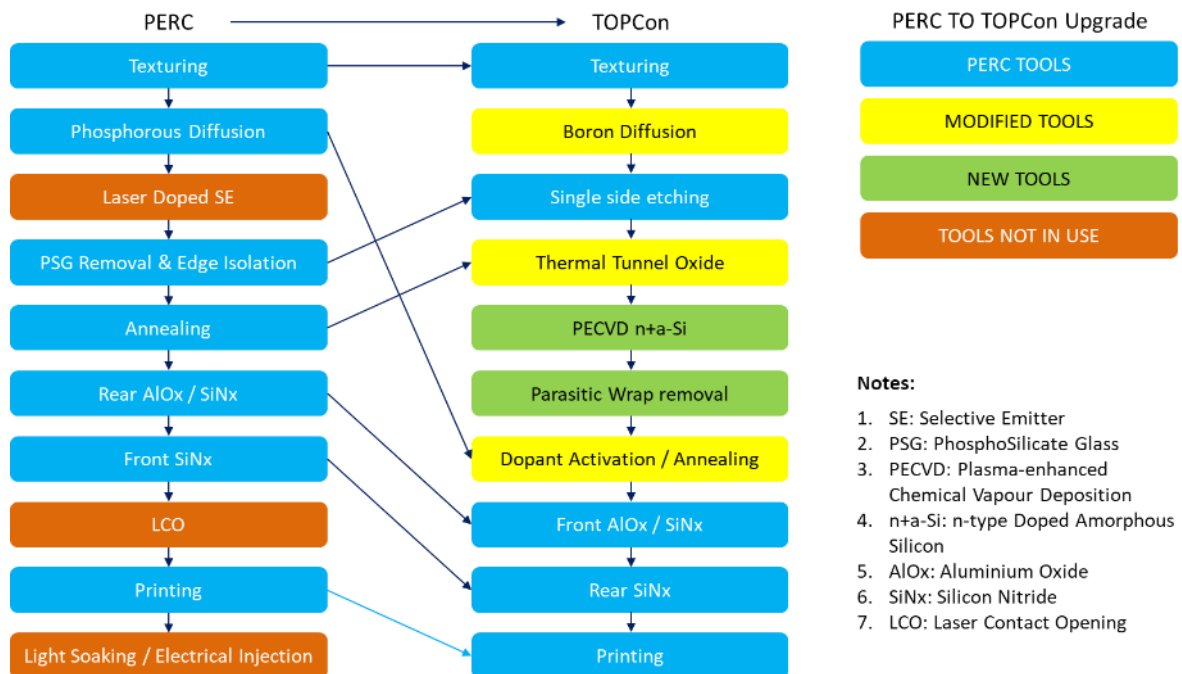 PERC
TOPCon
PERC TO TOPCon Upgrade
Texturing
Phosphorous Diffusion
Laser Doped SE
PSG Removal & Edge Isolation
Annealing
Rear AlOx / SiNx
Front SiNx
LCO
Printing
Light Soaking / Electrical Injection
Texturing
Boron Diffusion
Single side etching
Thermal Tunnel Oxide
PECVD n+a-Si
Parasitic Wrap removal
Dopant Activation / Annealing
Front AlOx / SiNx
Rear SiNx
Printing
PERC TOOLS
MODIFIED TOOLS
NEW TOOLS
TOOLS NOT IN USE
Notes:
1. SE: Selective Emitter
2. PSG: PhosphoSilicate Glass
3. PECVD: Plasma-enhanced
Chemical Vapour Deposition
4. n+a-Si: n-type Doped Amorphous
Silicon
5. AlOx: Aluminium Oxide
6. SiNx: Silicon Nitride
7. LCO: Laser Contact Opening